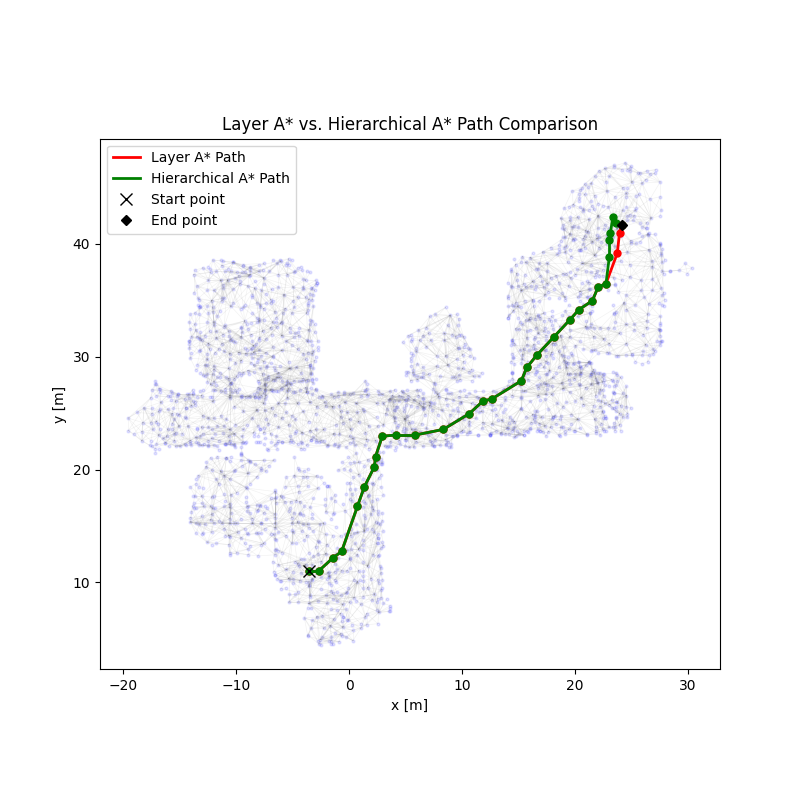 Layer A* vs. Hierarchical A* Path Comparison
Layer A* Path
Hierarchical A* Path
Start point
End point
40
30
20
10
y [m]
−20 −10 0 10 20 30
x [m]